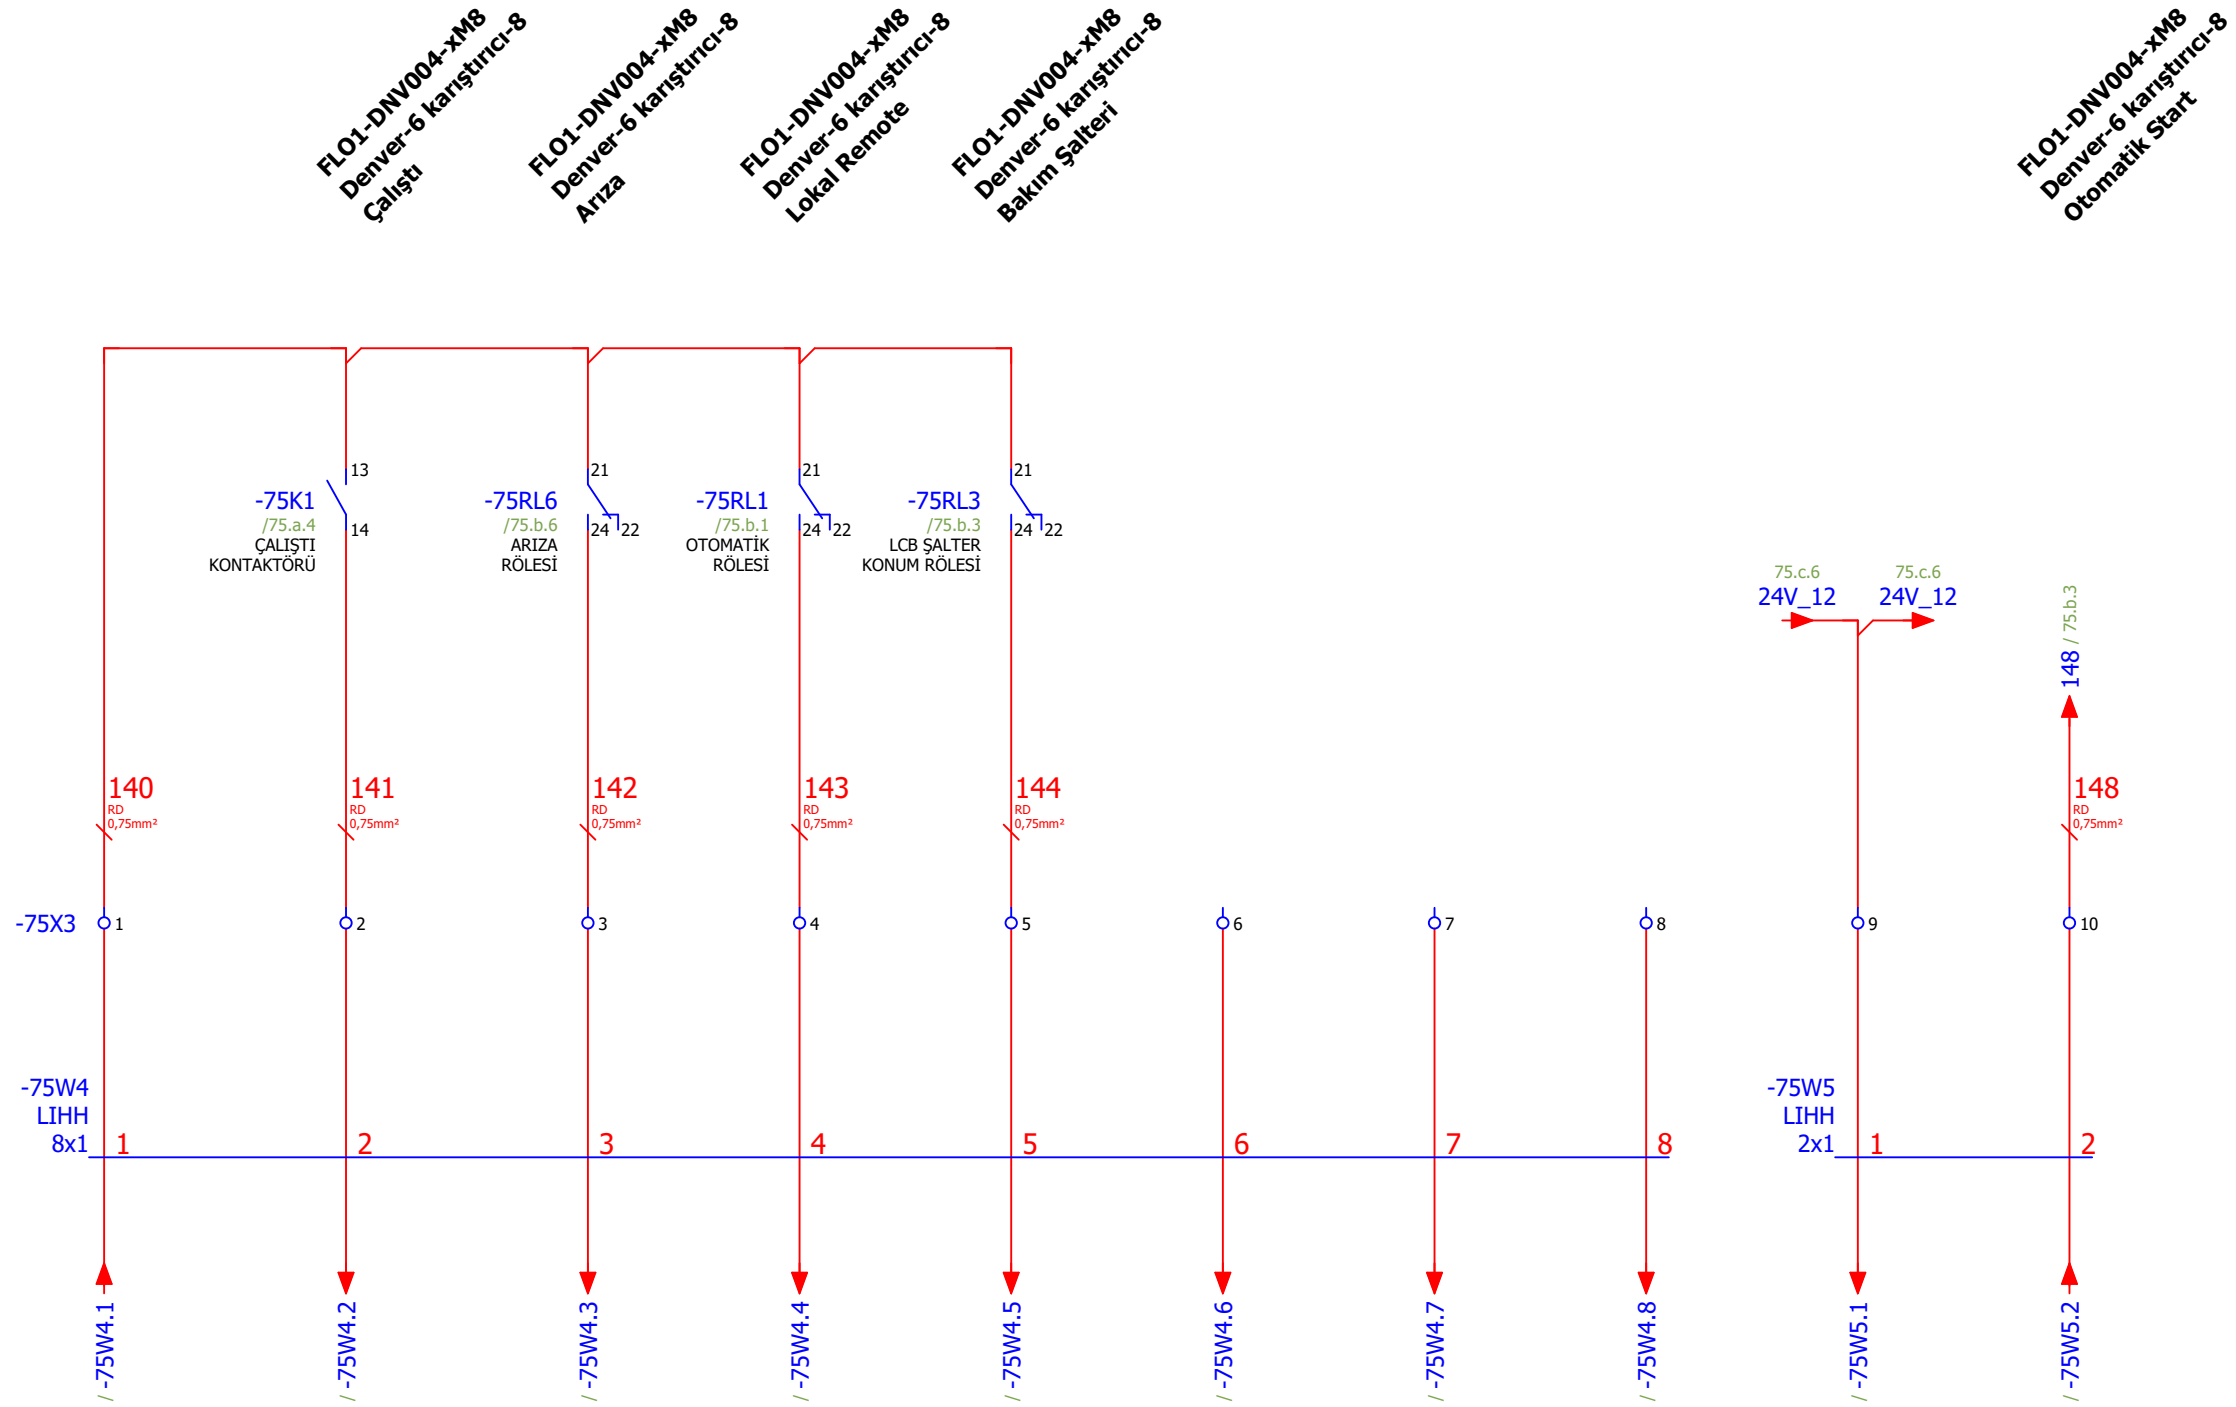 FLO1-DNV004-xM8
Denver-6 karıştırıcı-8
Çalıştı
FLO1-DNV004-xM8
Denver-6 karıştırıcı-8
Arıza
FLO1-DNV004-xM8
Denver-6 karıştırıcı-8
Lokal Remote
FLO1-DNV004-xM8
Denver-6 karıştırıcı-8
Bakım Şalteri
FLO1-DNV004-xM8
Denver-6 karıştırıcı-8
Otomatik Start
13
-75K1
/75.a.4
14
ÇALIŞTI
KONTAKTÖRÜ
21
-75RL6
/75.b.6
24 22
ARIZA
RÖLESİ
21
-75RL1
/75.b.1
24 22
OTOMATİK
RÖLESİ
21
-75RL3
/75.b.3
24 22
LCB ŞALTER
KONUM RÖLESİ
75.c.6
24V_12
75.c.6
24V_12
148 / 75.b.3
140
RD
0,75mm²
141
RD
0,75mm²
142
RD
0,75mm²
143
RD
0,75mm²
144
RD
0,75mm²
148
RD
0,75mm²
-75X3 1 2 3 4 5 6 7 8 9 10
-75W4
LIHH
8x1 1 2 3 4 5 6 7 8
-75W5
LIHH
2x1 1 2
/ -75W4.1
/ -75W4.2
/ -75W4.3
/ -75W4.4
/ -75W4.5
/ -75W4.6
/ -75W4.7
/ -75W4.8
/ -75W5.1
/ -75W5.2